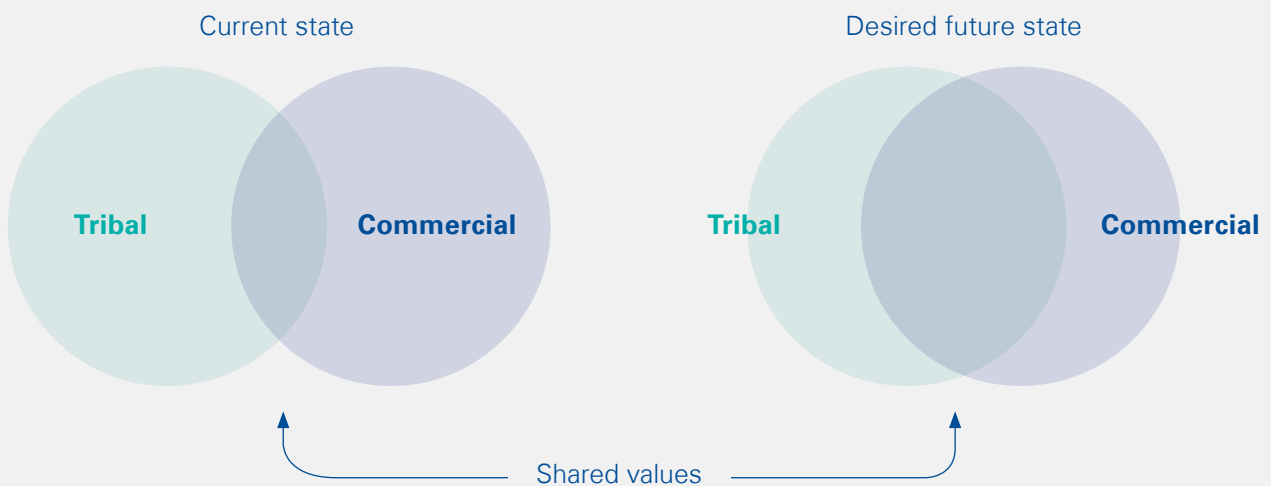 Current state
Desired future state
Tribal
Commercial
Tribal
Commercial
Shared values